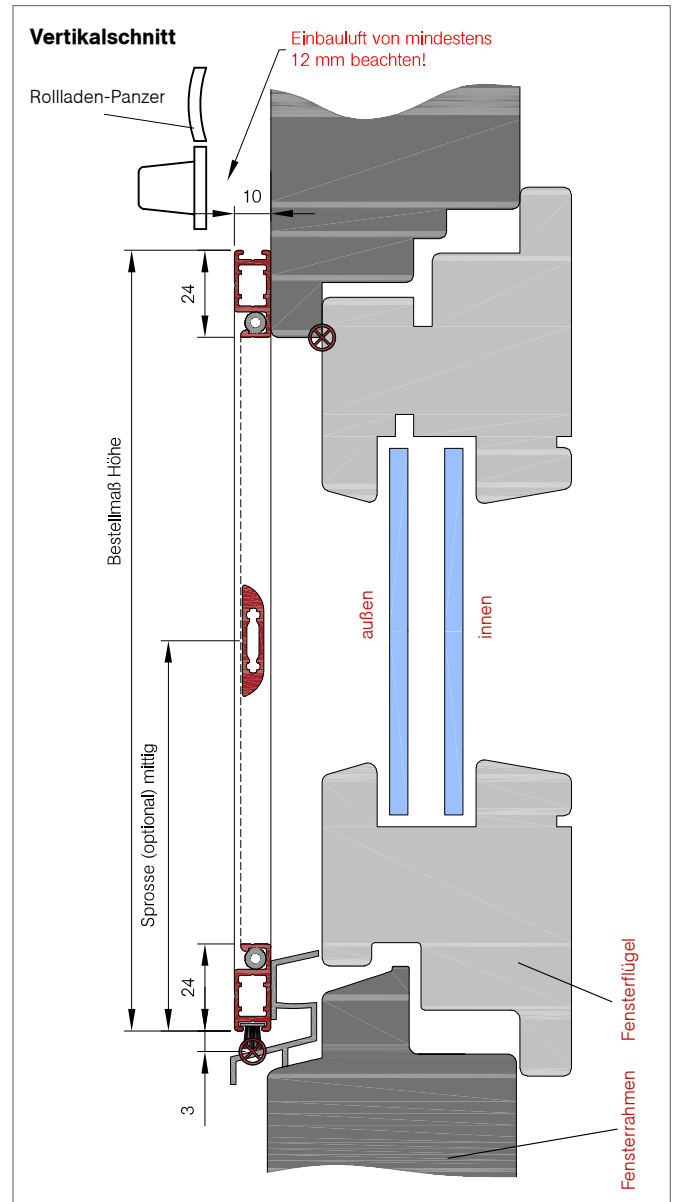 Vertikalschnitt
Einbauluft von mindestens
12 mm beachten!
Rollladen-Panzer
10
24
Bestellmaß Höhe
außen
innen
Sprosse (optional) mittig
24
3
Fensterflügel
Fensterrahmen